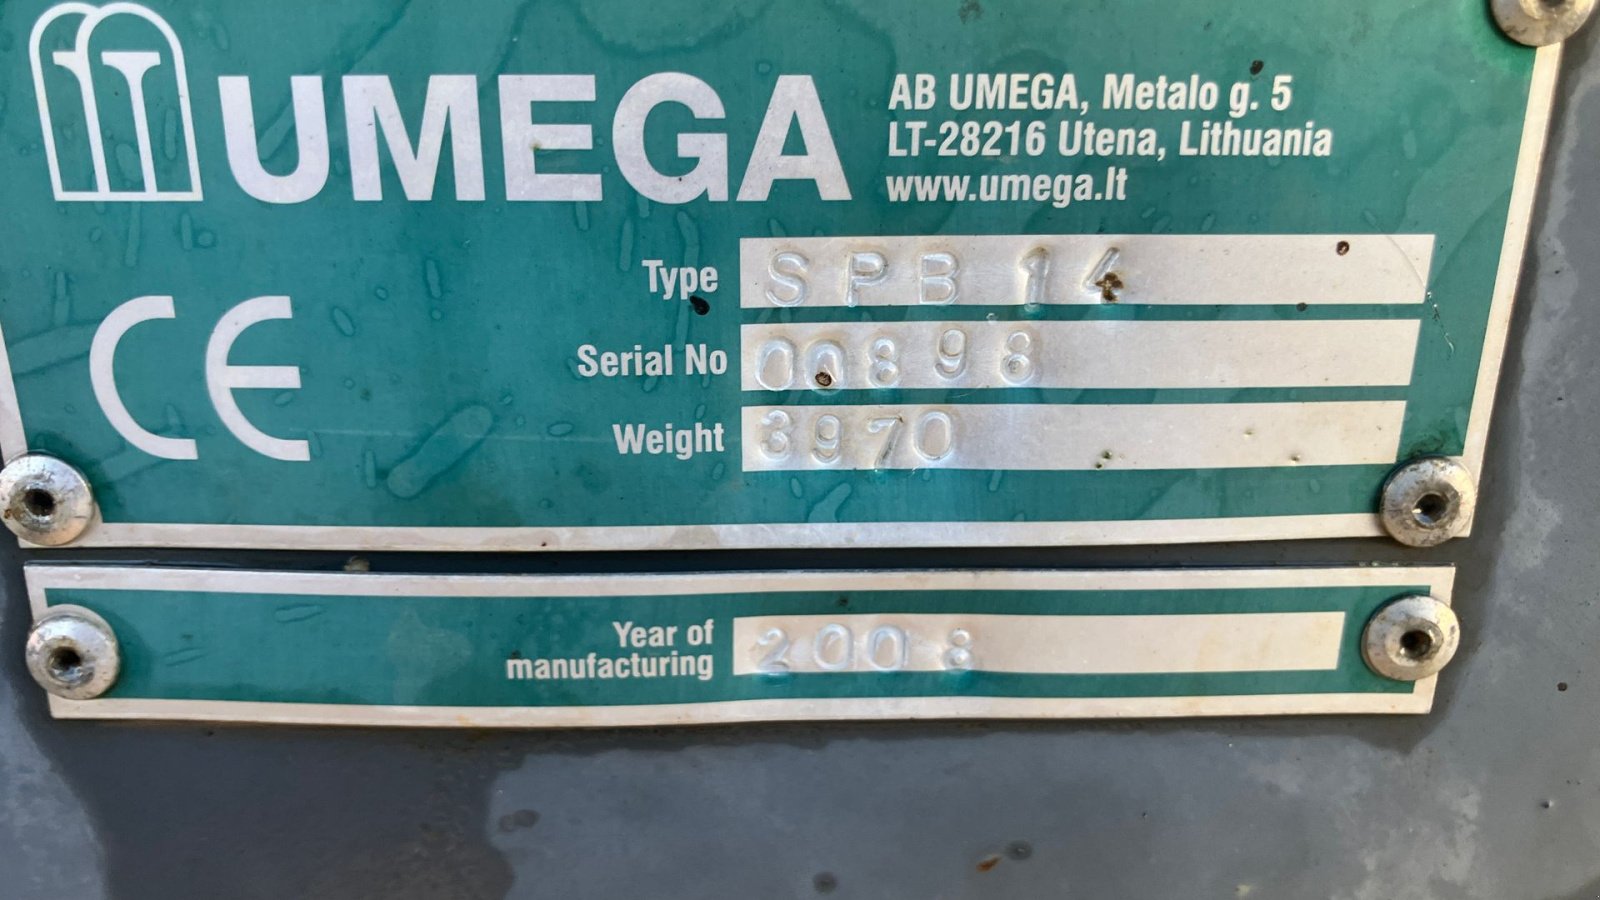 UMEGA
AB UMEGA, Metalo g. 5
LT-28216 Utena, Lithuania
www.umega.lt
CE
Type SPB 14
Serial No 00898
Weight 3970
Year of
manufacturing 2008